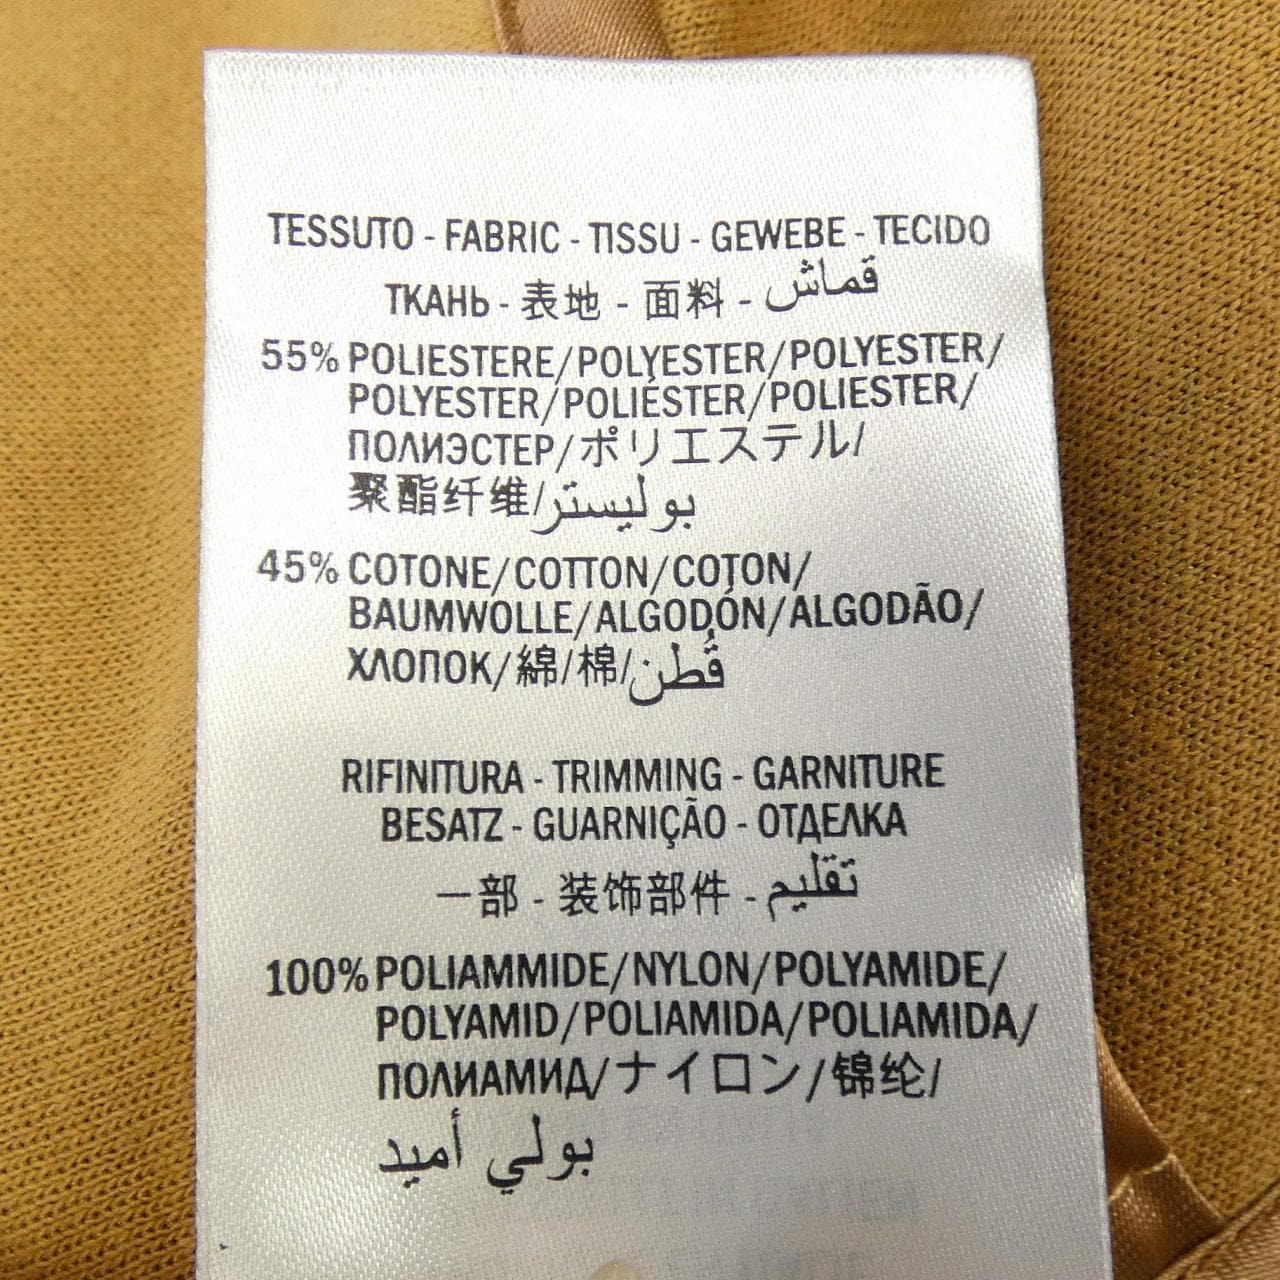 TESSUTO - FABRIC - TISSU - GEWEBE - TECIDO
ТКАНЬ - 表地 - 面料 - قماش
55% POLIESTERE/POLYESTER/POLYESTER/
POLYESTER/POLIÉSTER/POLIESTER/
ПОЛИЭСТЕР/ポリエステル/
聚酯纤维/بوليستر
45% COTONE/COTTON/COTON/
BAUMWOLLE/ALGODÓN/ALGODÃO/
ХЛОПОК/綿/棉/قُطن
RIFINITURA - TRIMMING - GARNITURE
BESATZ - GUARNIÇÃO - ОТДЕЛКА
一部 - 装饰部件 - تقليم
100% POLIAMMIDE/NYLON/POLYAMIDE/
POLYAMID/POLIAMIDA/POLIAMIDA/
ПОЛИАМИД/ナイロン/锦纶/
بولي أميد